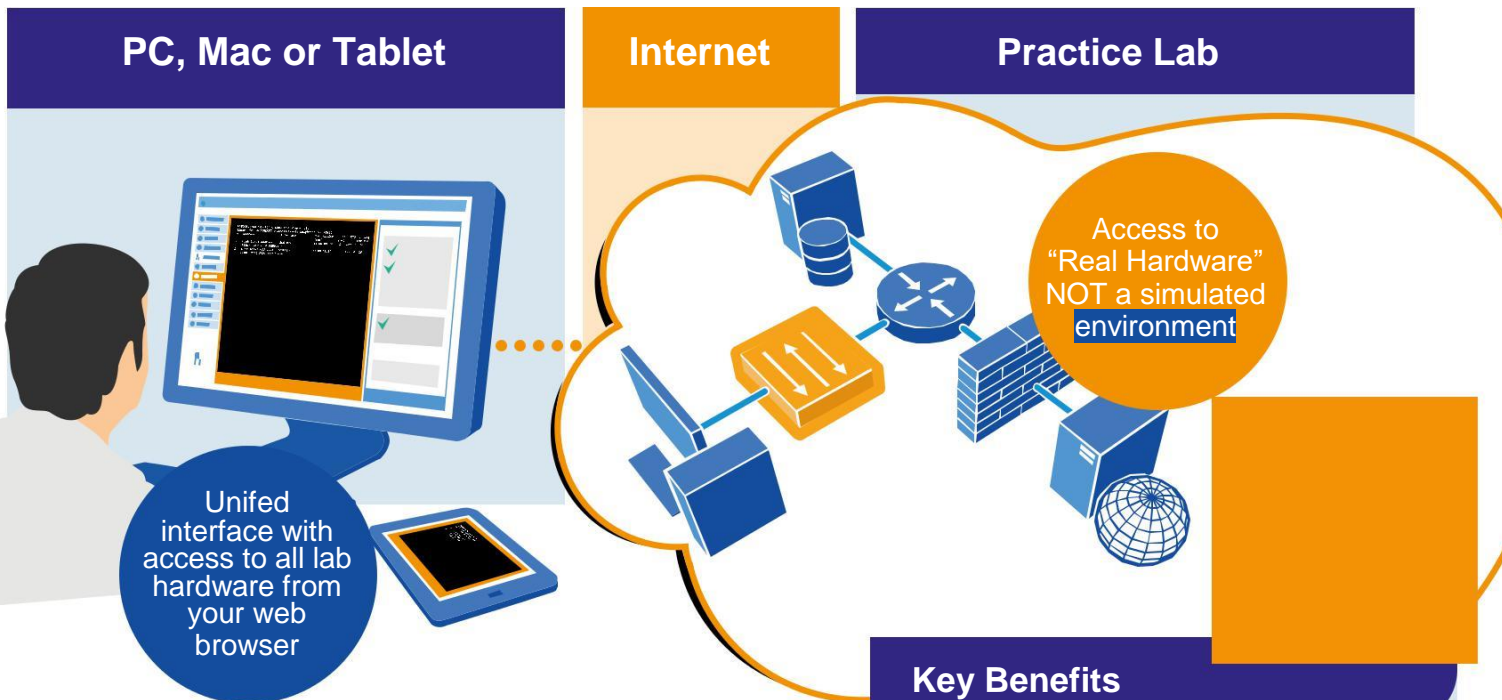 PC, Mac or Tablet
Internet
Practice Lab
Access to
“Real Hardware”
NOT a simulated
environment
Unifed
interface with
access to all lab
hardware from
your web
browser
Key Benefits